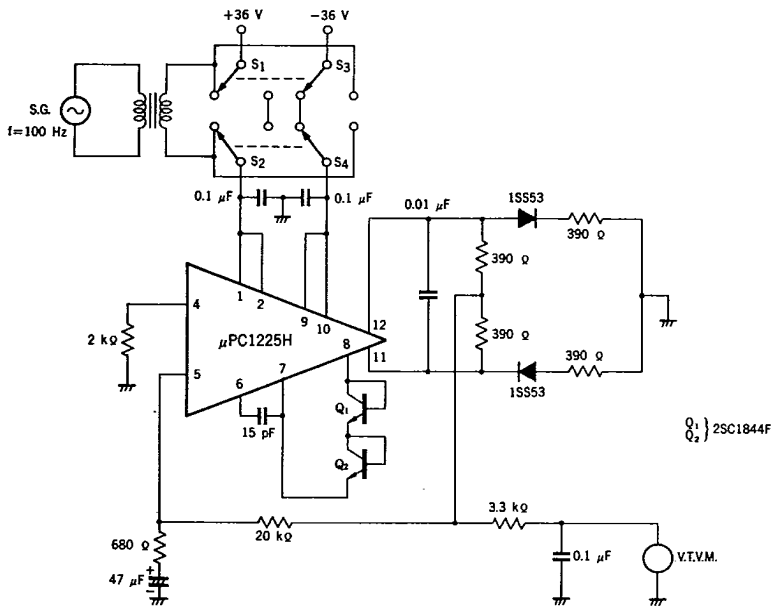 +36 V
−36 V
S1
S3
S.G.
f=100 Hz
S2
S4
0.1 μF
0.1 μF
0.01 μF
1SS53
390 Ω
390 Ω
1
2
9
10
4
12
μPC1225H
2 kΩ
8
11
390 Ω
390 Ω
5
7
1SS53
6
Q1
15 pF
Q2
Q1
Q2 } 2SC1844F
20 kΩ
3.3 kΩ
680 Ω
0.1 μF
V.T.V.M.
47 μF
+
−